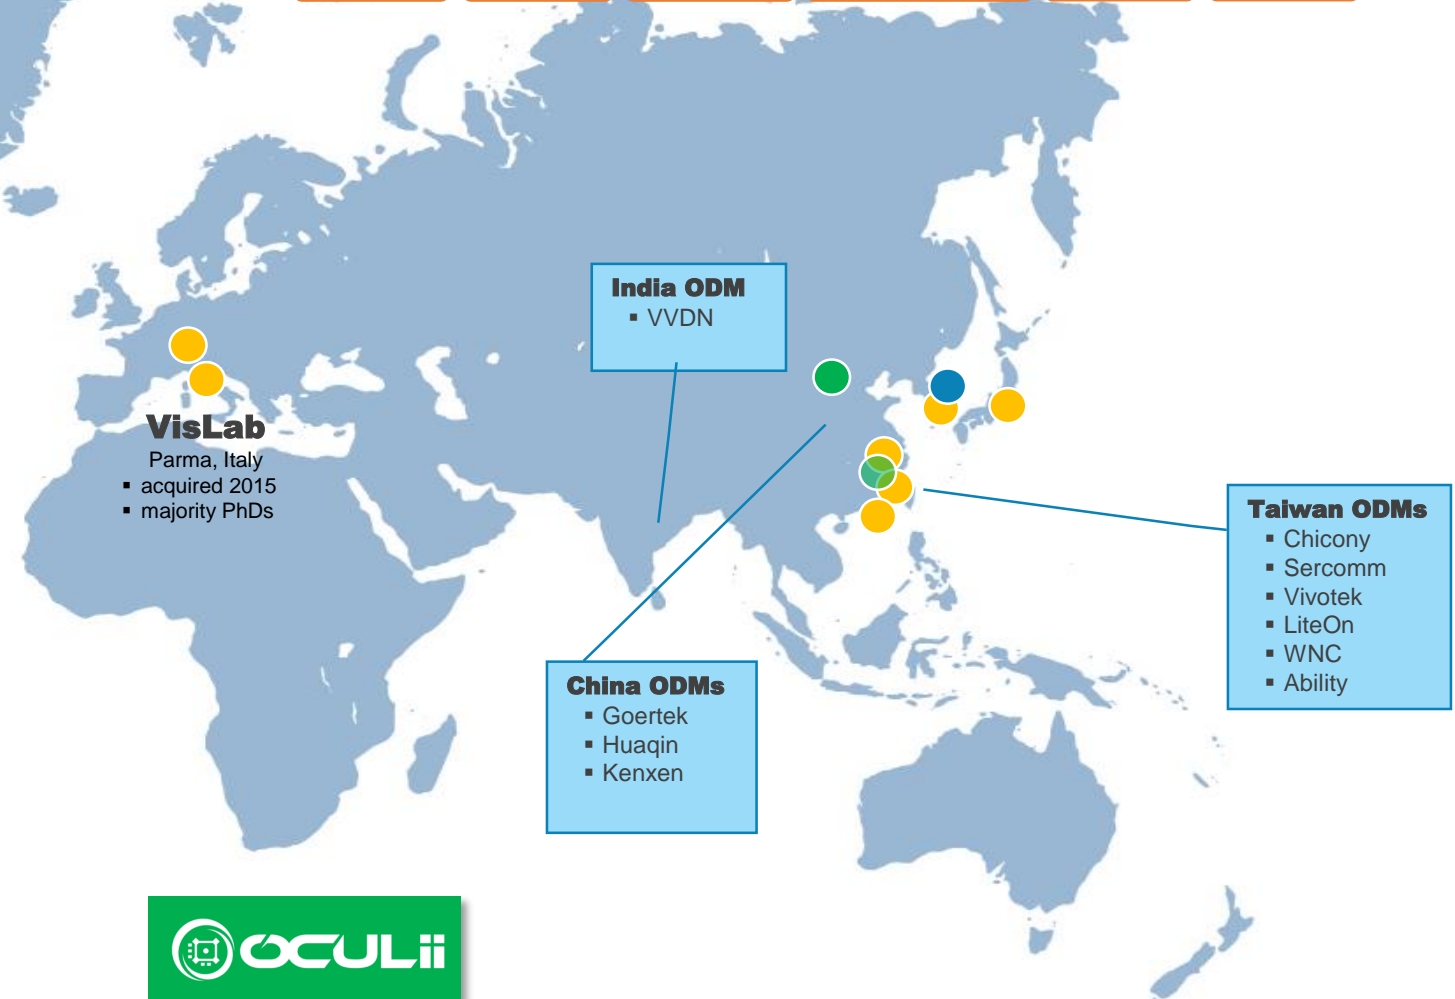 India ODM
▪ VVDN
VisLab
Parma, Italy
▪ acquired 2015
▪ majority PhDs
Taiwan ODMs
▪ Chicony
▪ Sercomm
▪ Vivotek
▪ LiteOn
▪ WNC
▪ Ability
China ODMs
▪ Goertek
▪ Huaqin
▪ Kenxen
OCULii